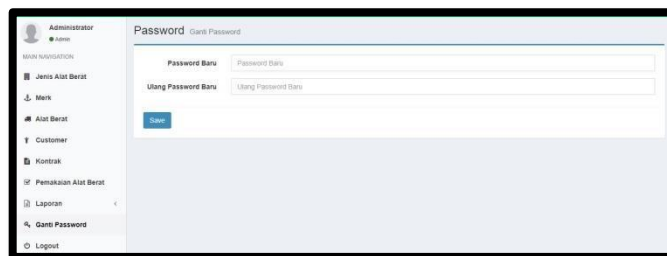 Administrator
Admin
MAIN NAVIGATION
Jenis Alat Berat
Merk
Alat Berat
Customer
Kontrak
Pemakaian Alat Berat
Laporan
Ganti Password
Logout
Password Ganti Password
Password Baru Password Baru
Ulang Password Baru Ulang Password Baru
Save